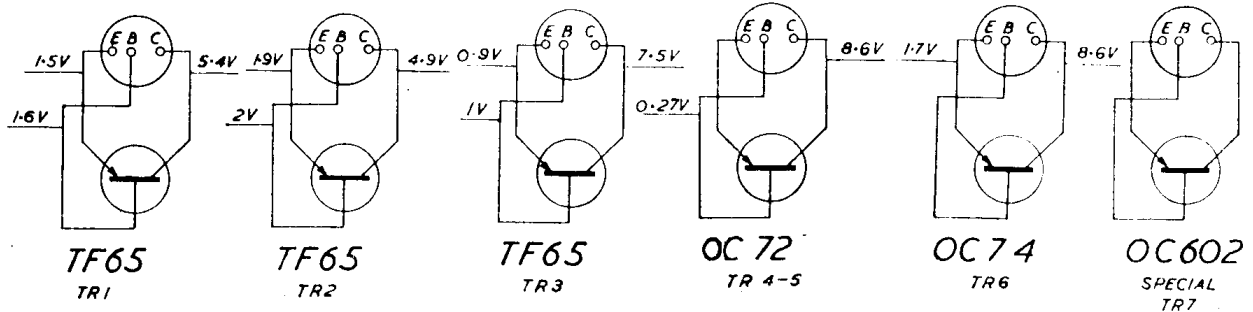 E B C
1.5V
5.4V
1.6V
TF65
TR1
E B C
1.9V
4.9V
2V
TF65
TR2
E B C
0.9V
7.5V
1V
TF65
TR3
E B C
8.6V
0.27V
OC 72
TR 4-5
E B C
1.7V
OC 74
TR6
E B C
8.6V
OC602
SPECIAL
TR7